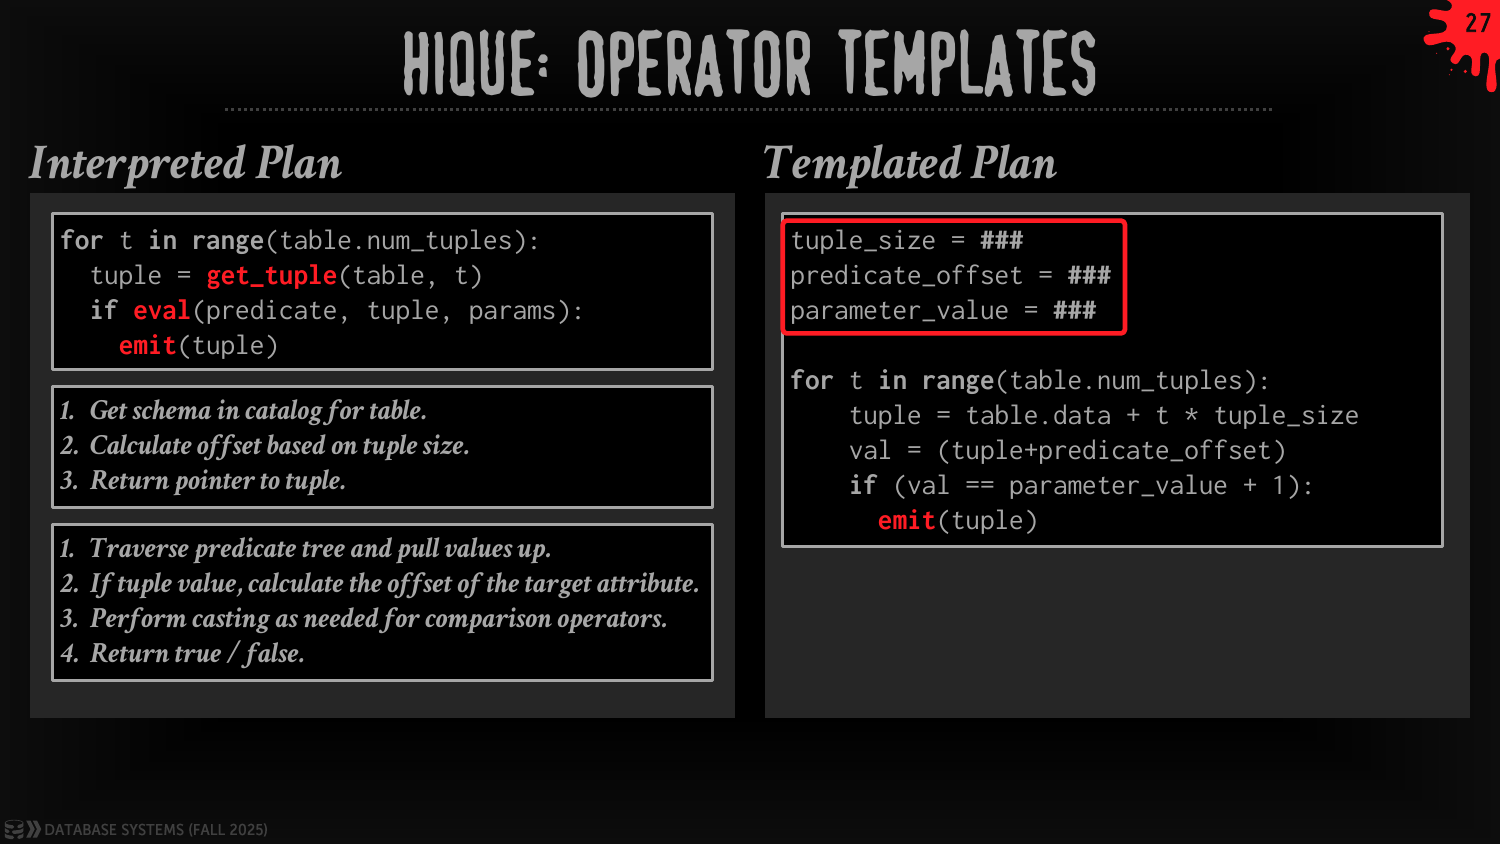 27
HIQUE: OPERATOR TEMPLATES
Interpreted Plan
for t in range(table.num_tuples):
  tuple = get_tuple(table, t)
  if eval(predicate, tuple, params):
    emit(tuple)
1. Get schema in catalog for table.
2. Calculate offset based on tuple size.
3. Return pointer to tuple.
1. Traverse predicate tree and pull values up.
2. If tuple value, calculate the offset of the target attribute.
3. Perform casting as needed for comparison operators.
4. Return true / false.
Templated Plan
tuple_size = ###
predicate_offset = ###
parameter_value = ###
for t in range(table.num_tuples):
    tuple = table.data + t * tuple_size
    val = (tuple+predicate_offset)
    if (val == parameter_value + 1):
      emit(tuple)
DATABASE SYSTEMS (FALL 2025)